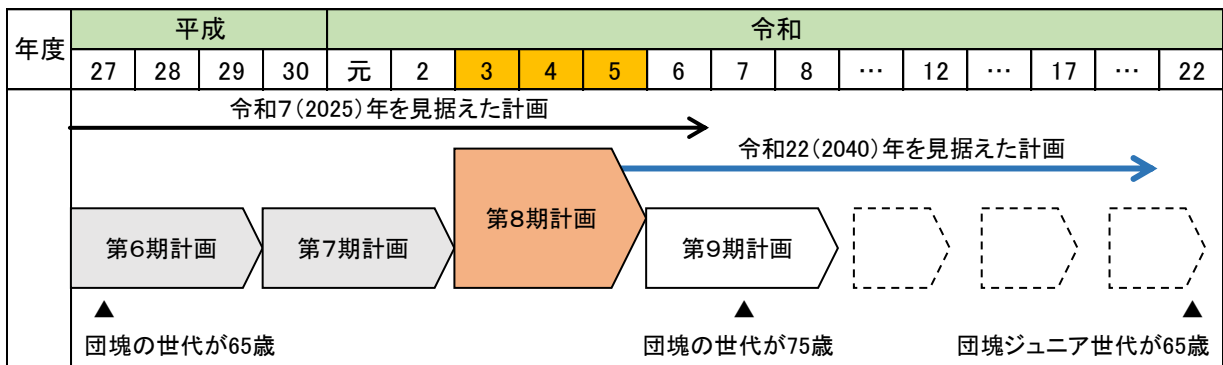 年度 平成 令和
27 28 29 30 元 2 3 4 5 6 7 8 … 12 … 17 … 22
令和7(2025)年を見据えた計画
令和22(2040)年を見据えた計画
第6期計画 第7期計画 第8期計画 第9期計画
▲ ▲ ▲
団塊の世代が65歳 団塊の世代が75歳 団塊ジュニア世代が65歳